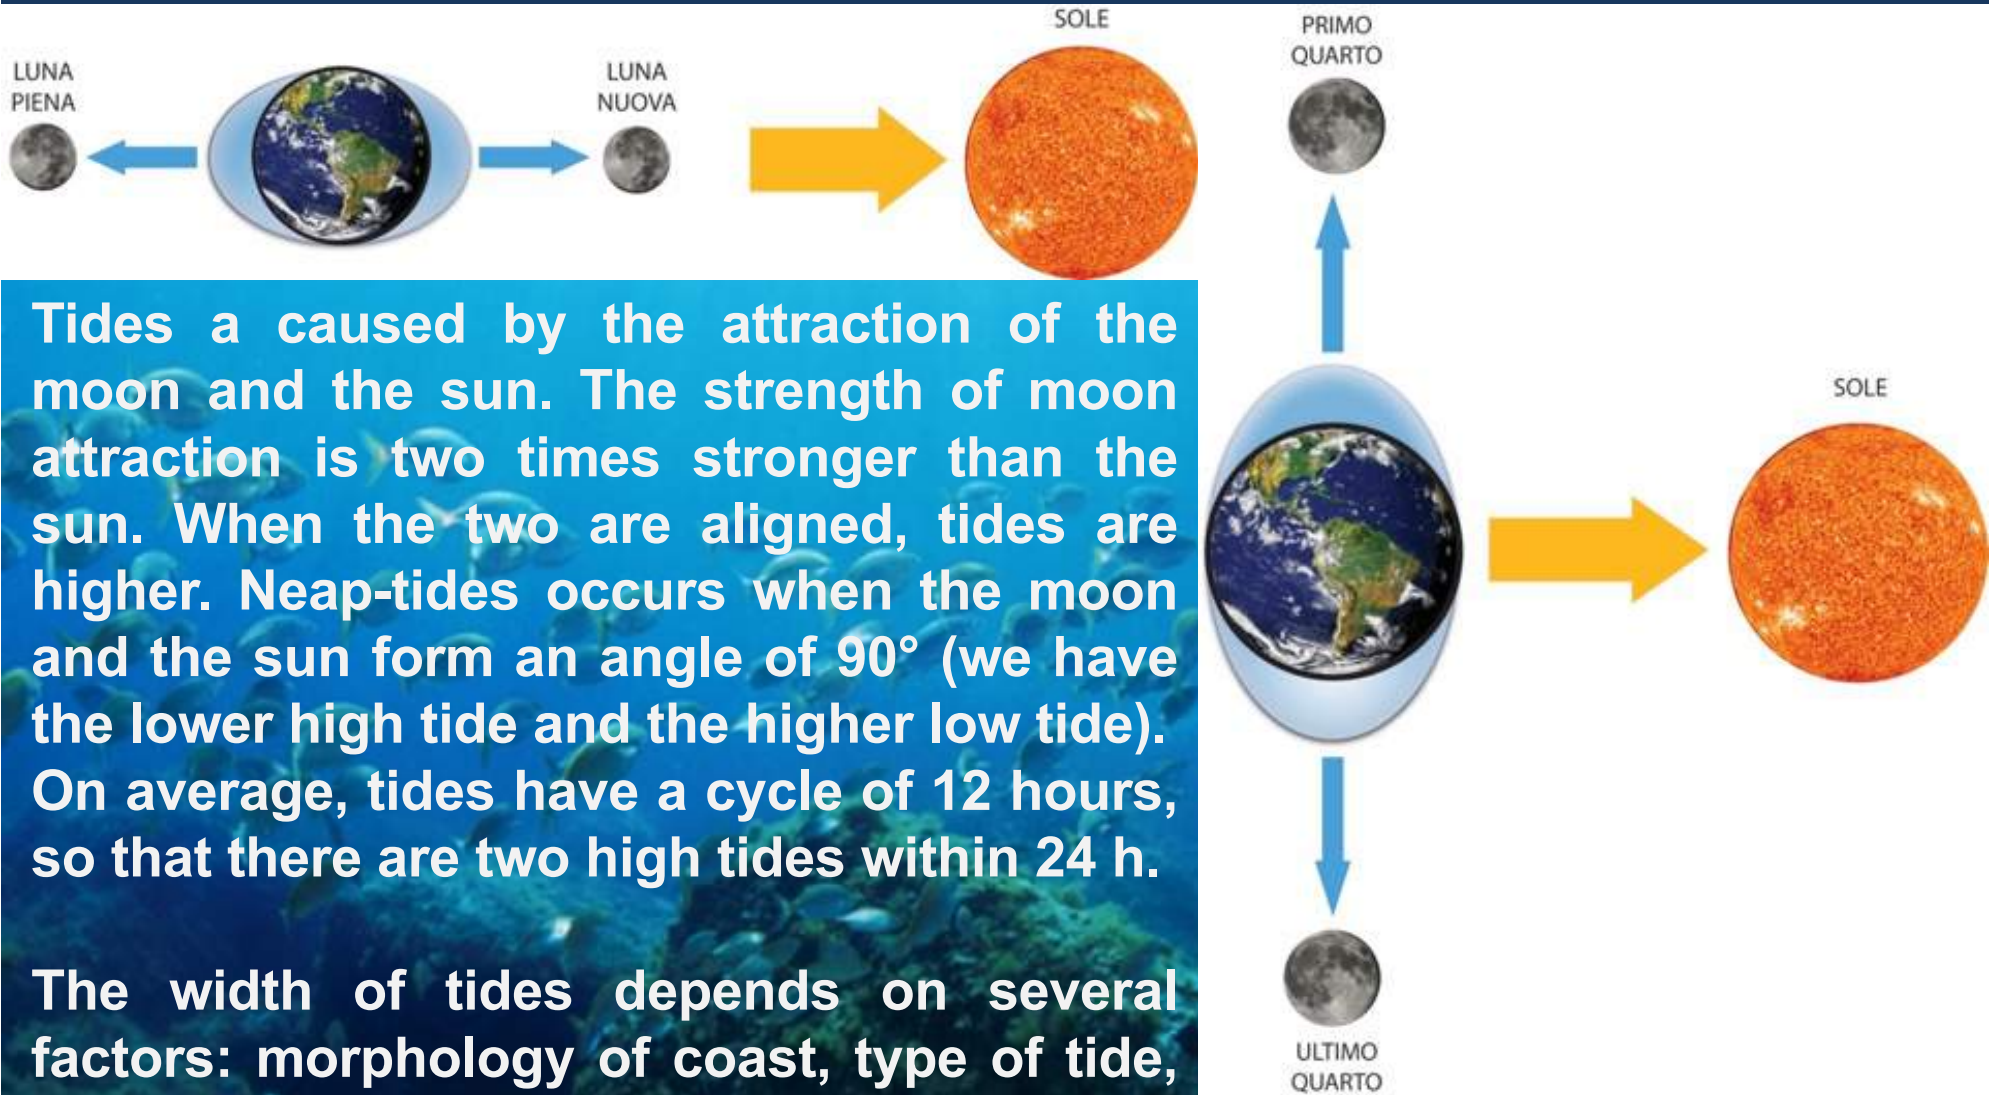 SOLE
LUNA
PIENA
LUNA
NUOVA
PRIMO
QUARTO
Tides a caused by the attraction of the
moon and the sun. The strength of moon
attraction is two times stronger than the
sun. When the two are aligned, tides are
higher. Neap-tides occurs when the moon
and the sun form an angle of 90° (we have
the lower high tide and the higher low tide).
On average, tides have a cycle of 12 hours,
so that there are two high tides within 24 h.
The width of tides depends on several
factors: morphology of coast, type of tide,
SOLE
ULTIMO
QUARTO